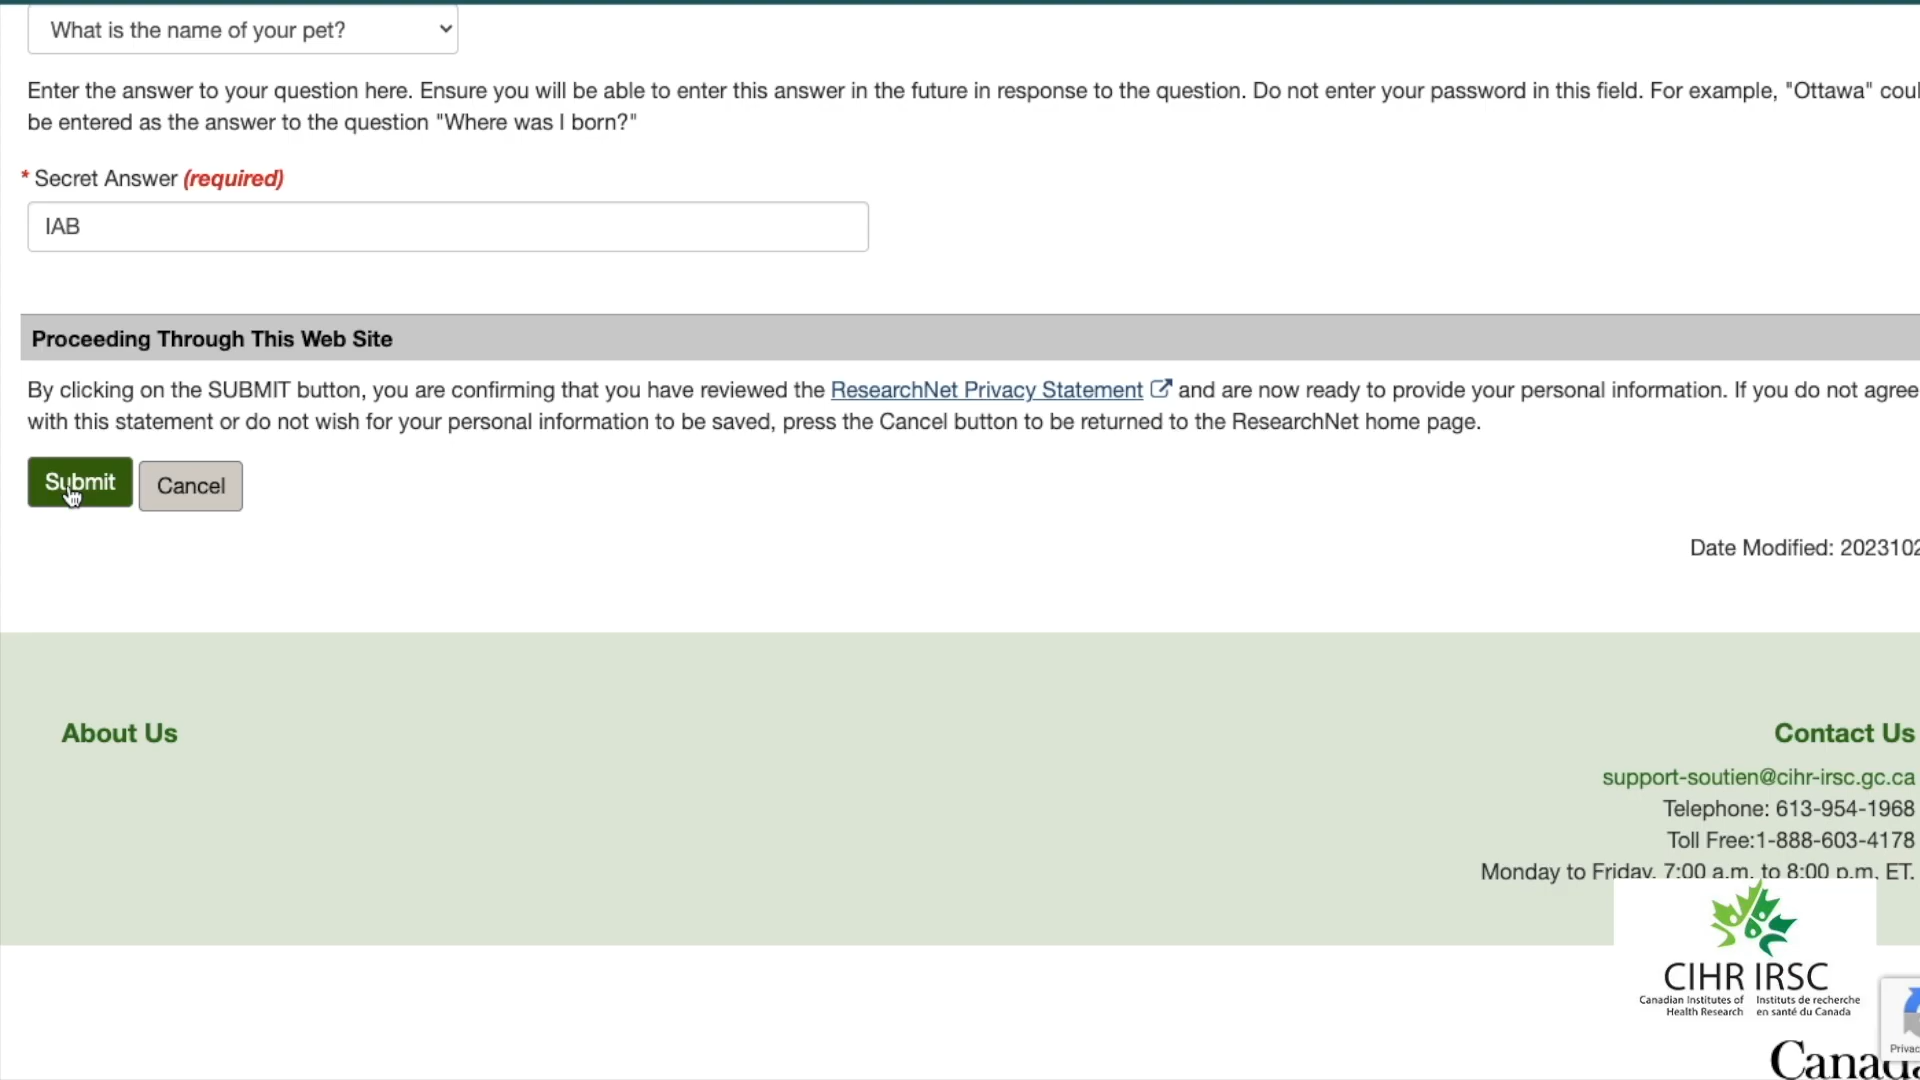 What is the name of your pet?
Enter the answer to your question here. Ensure you will be able to enter this answer in the future in response to the question. Do not enter your password in this field. For example, "Ottawa" coul
be entered as the answer to the question "Where was I born?"
* Secret Answer (required)
IAB
Proceeding Through This Web Site
By clicking on the SUBMIT button, you are confirming that you have reviewed the ResearchNet Privacy Statement and are now ready to provide your personal information. If you do not agree
with this statement or do not wish for your personal information to be saved, press the Cancel button to be returned to the ResearchNet home page.
Submit Cancel
Date Modified: 2023102
About Us
Contact Us
support-soutien@cihr-irsc.gc.ca
Telephone: 613-954-1968
Toll Free:1-888-603-4178
Monday to Friday, 7:00 a.m. to 8:00 p.m. ET.
CIHR IRSC
Canadian Institutes of Health Research
Instituts de recherche en santé du Canada
Privac
Canada